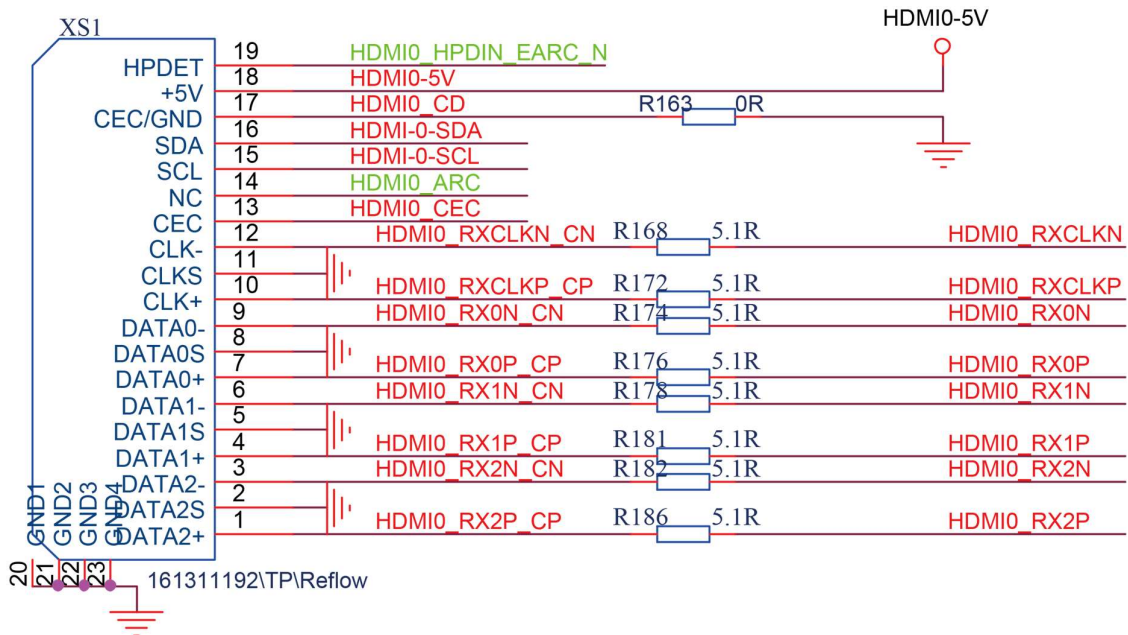 HDMI0-5V
XS1
HPDET 19 HDMI0_HPDIN_EARC_N
+5V 18 HDMI0-5V
CEC/GND 17 HDMI0_CD R163 0R
SDA 16 HDMI-0-SDA
SCL 15 HDMI-0-SCL
NC 14 HDMI0_ARC
CEC 13 HDMI0_CEC
CLK- 12 HDMI0_RXCLKN_CN R168 5.1R HDMI0_RXCLKN
CLKS 11
CLK+ 10 HDMI0_RXCLKP_CP R172 5.1R HDMI0_RXCLKP
DATA0- 9 HDMI0_RX0N_CN R174 5.1R HDMI0_RX0N
DATA0S 8
DATA0+ 7 HDMI0_RX0P_CP R176 5.1R HDMI0_RX0P
DATA1- 6 HDMI0_RX1N_CN R178 5.1R HDMI0_RX1N
DATA1S 5
DATA1+ 4 HDMI0_RX1P_CP R181 5.1R HDMI0_RX1P
DATA2- 3 HDMI0_RX2N_CN R182 5.1R HDMI0_RX2N
DATA2S 2
DATA2+ 1 HDMI0_RX2P_CP R186 5.1R HDMI0_RX2P
GND1 GND2 GND3 GND4
20 21 22 23
161311192\TP\Reflow